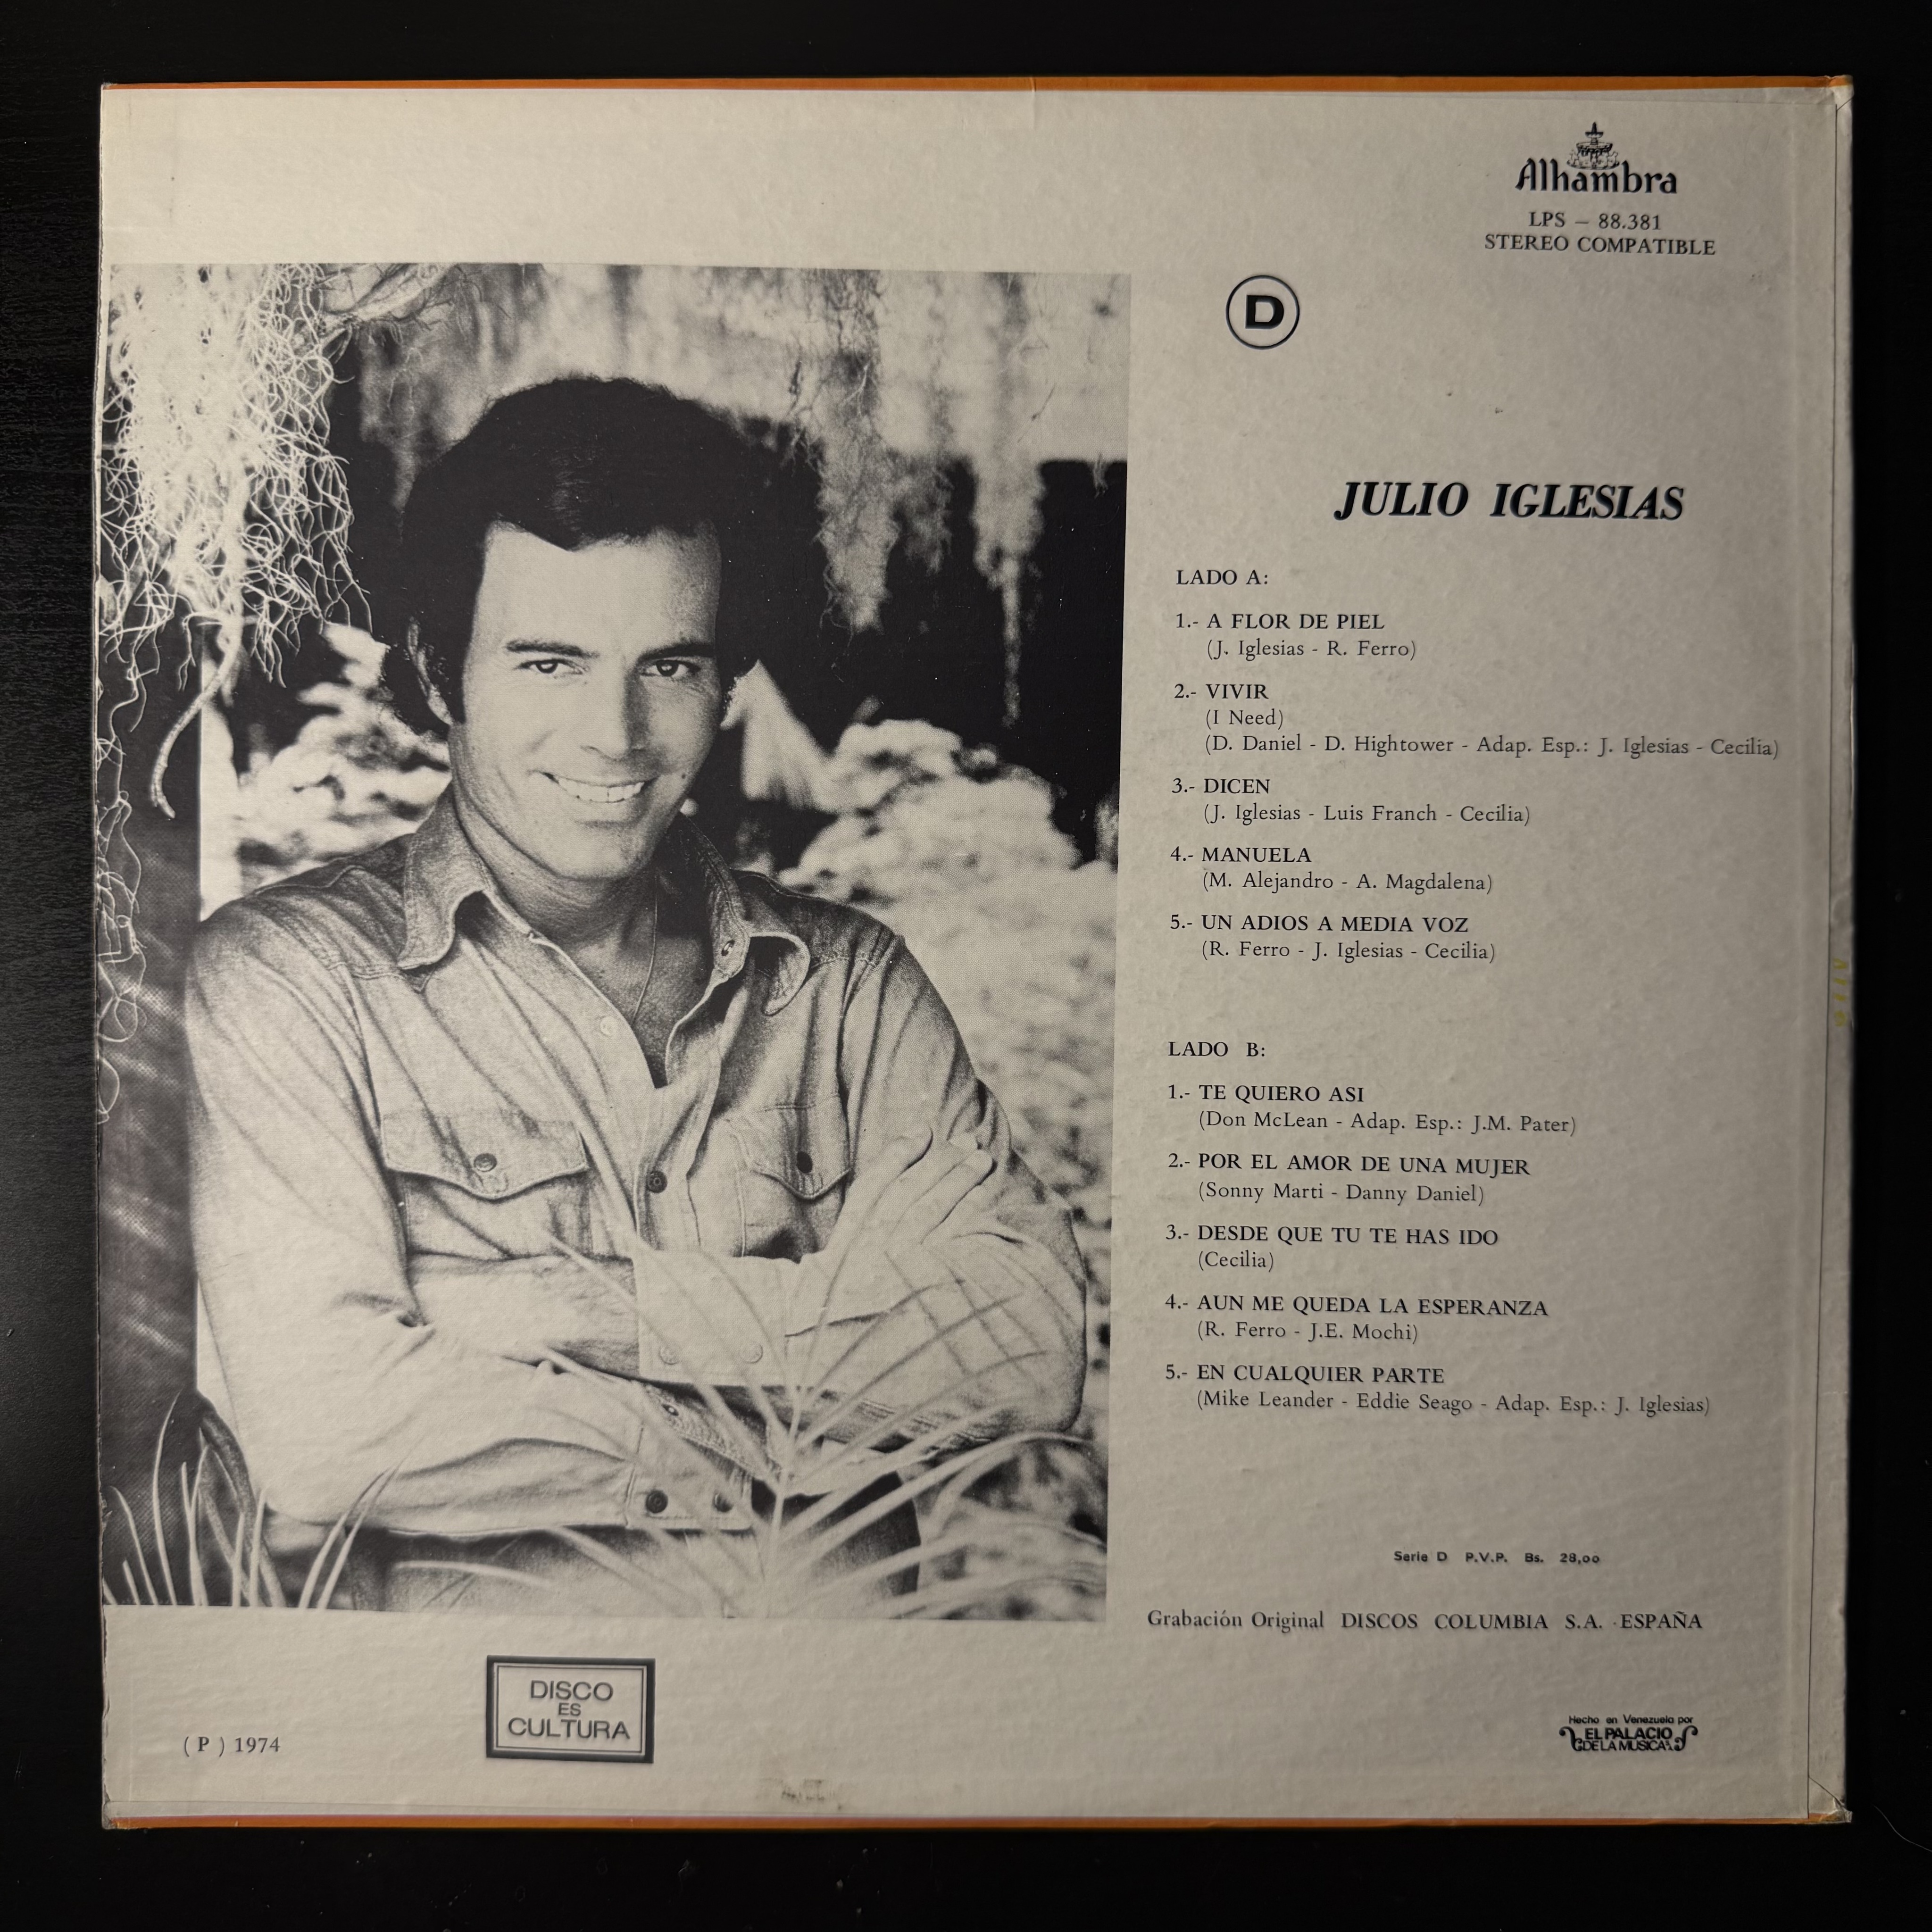 Alhambra
LPS — 88.381
STEREO COMPATIBLE
D
JULIO IGLESIAS
LADO A:
1.- A FLOR DE PIEL
(J. Iglesias - R. Ferro)
2.- VIVIR
(I Need)
(D. Daniel - D. Hightower - Adap. Esp.: J. Iglesias - Cecilia)
3.- DICEN
(J. Iglesias - Luis Franch - Cecilia)
4.- MANUELA
(M. Alejandro - A. Magdalena)
5.- UN ADIOS A MEDIA VOZ
(R. Ferro - J. Iglesias - Cecilia)
LADO B:
1.- TE QUIERO ASI
(Don McLean - Adap. Esp.: J.M. Pater)
2.- POR EL AMOR DE UNA MUJER
(Sonny Marti - Danny Daniel)
3.- DESDE QUE TU TE HAS IDO
(Cecilia)
4.- AUN ME QUEDA LA ESPERANZA
(R. Ferro - J.E. Mochi)
5.- EN CUALQUIER PARTE
(Mike Leander - Eddie Seago - Adap. Esp.: J. Iglesias)
Serie D P.V.P. Bs. 28,00
Grabación Original DISCOS COLUMBIA S.A. - ESPAÑA
DISCO
ES
CULTURA
( P ) 1974
Hecho en Venezuela por
EL PALACIO
DE LA MUSICA